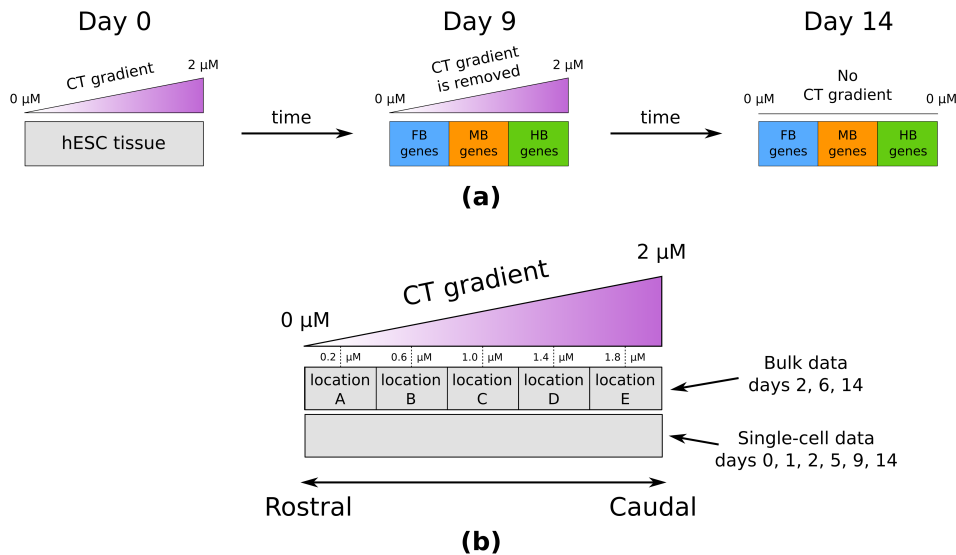 Day 0
Day 9
Day 14
CT gradient
0 μM
2 μM
hESC tissue
time
CT gradient
is removed
0 μM
2 μM
FB
genes
MB
genes
HB
genes
time
No
CT gradient
0 μM
0 μM
FB
genes
MB
genes
HB
genes
(a)
CT gradient
0 μM
2 μM
0.2 μM
0.6 μM
1.0 μM
1.4 μM
1.8 μM
location
A
location
B
location
C
location
D
location
E
Bulk data
days 2, 6, 14
Single-cell data
days 0, 1, 2, 5, 9, 14
Rostral
Caudal
(b)